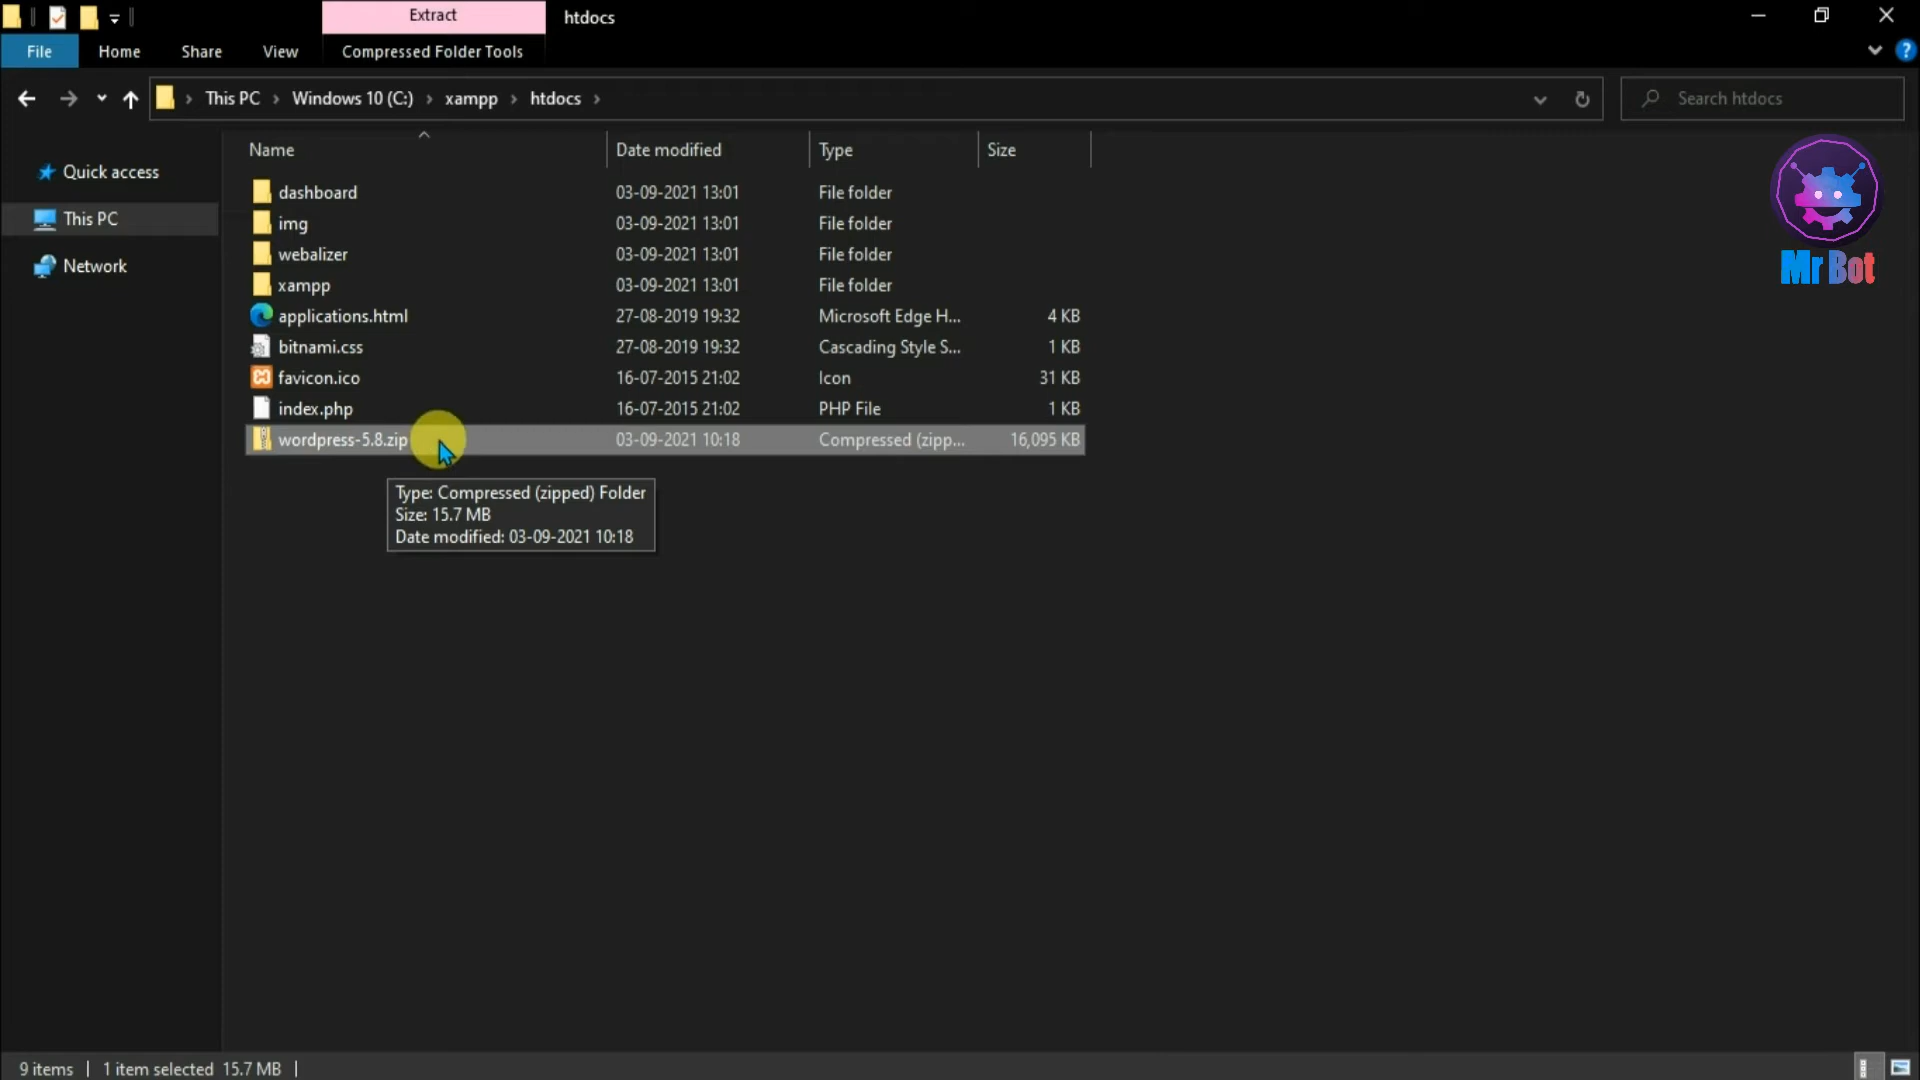 Extract
htdocs
File
Home
Share
View
Compressed Folder Tools
This PC
Windows 10 (C:)
xampp
htdocs
Search htdocs
Name
Date modified
Type
Size
Quick access
This PC
Network
dashboard 03-09-2021 13:01 File folder
img 03-09-2021 13:01 File folder
webalizer 03-09-2021 13:01 File folder
xampp 03-09-2021 13:01 File folder
applications.html 27-08-2019 19:32 Microsoft Edge H... 4 KB
bitnami.css 27-08-2019 19:32 Cascading Style S... 1 KB
favicon.ico 16-07-2015 21:02 Icon 31 KB
index.php 16-07-2015 21:02 PHP File 1 KB
wordpress-5.8.zip 03-09-2021 10:18 Compressed (zipp... 16,095 KB
Type: Compressed (zipped) Folder
Size: 15.7 MB
Date modified: 03-09-2021 10:18
Mr Bot
9 items
1 item selected 15.7 MB